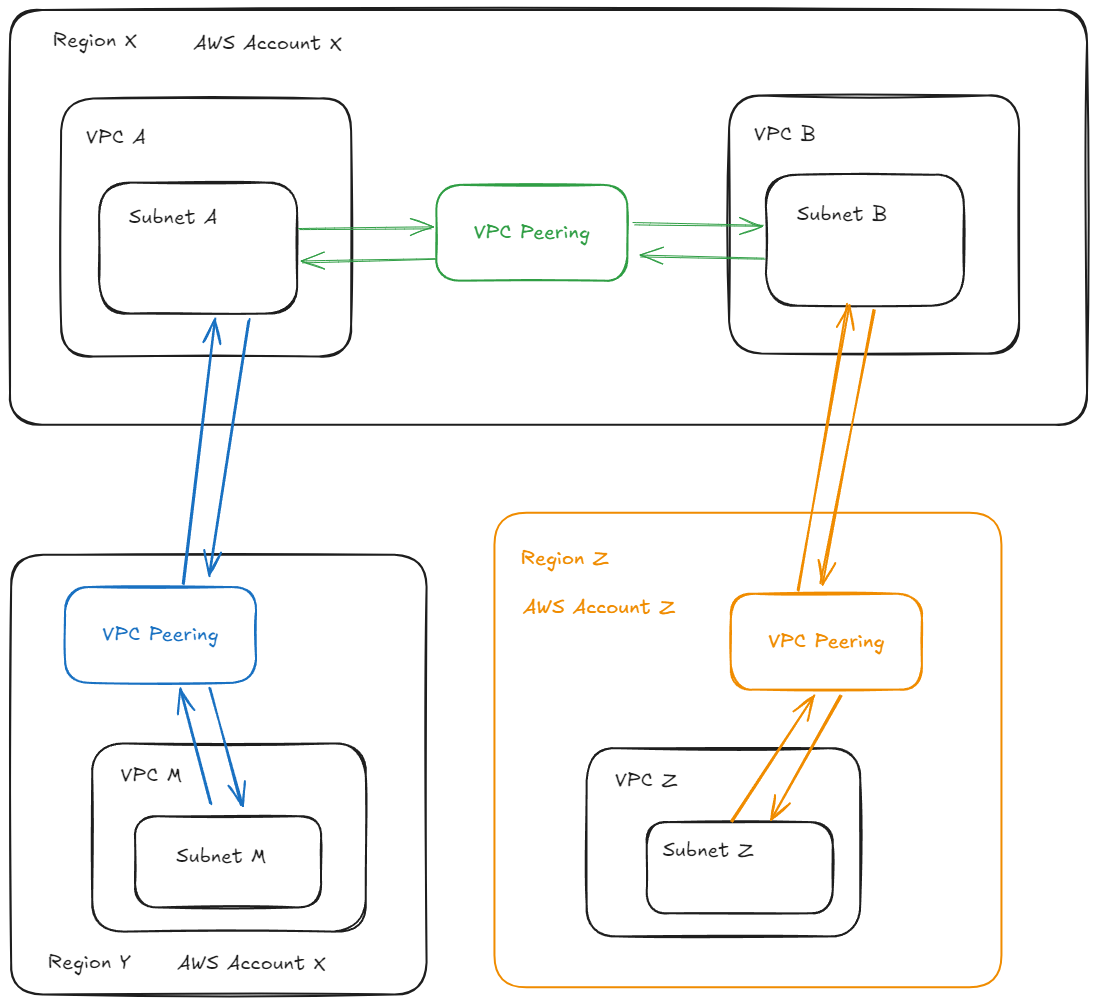 Region X
AWS Account X
VPC A
VPC B
Subnet A
Subnet B
VPC Peering
Region Z
AWS Account Z
VPC Peering
VPC Peering
VPC M
VPC Z
Subnet M
Subnet Z
Region Y
AWS Account X